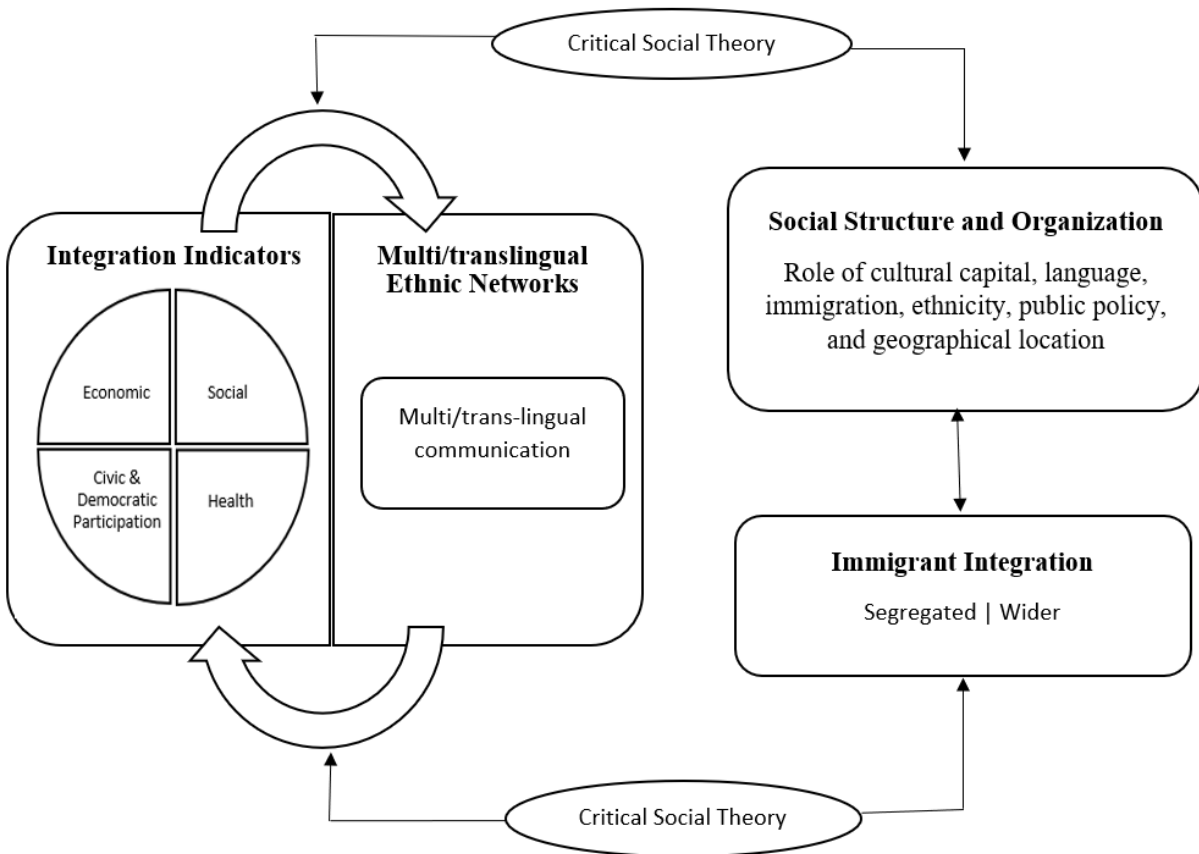 Critical Social Theory
Integration Indicators
Economic
Social
Civic &
Democratic
Participation
Health
Multi/translingual
Ethnic Networks
Multi/trans-lingual
communication
Social Structure and Organization
Role of cultural capital, language,
immigration, ethnicity, public policy,
and geographical location
Immigrant Integration
Segregated | Wider
Critical Social Theory